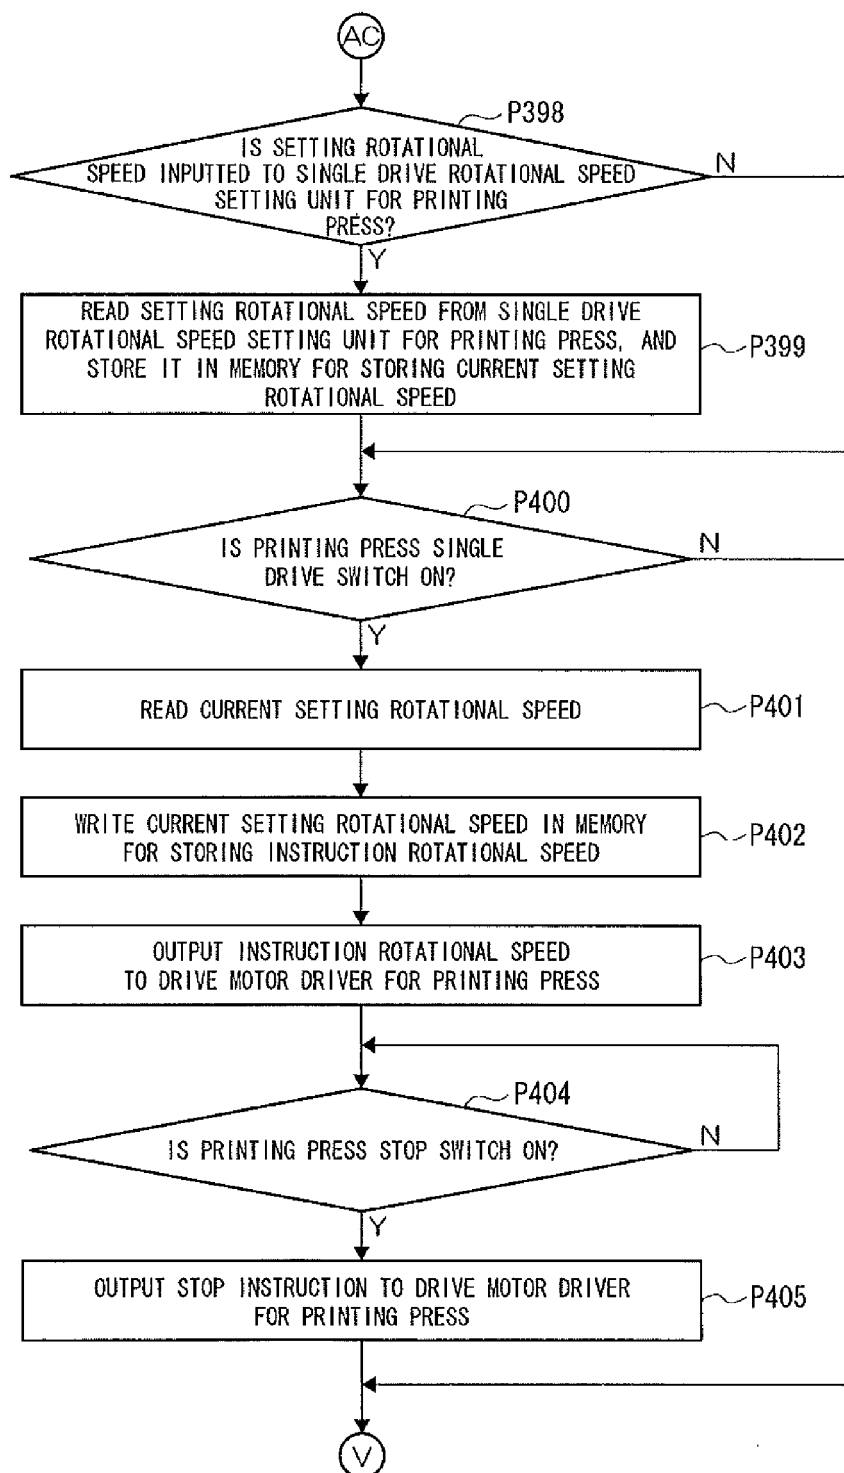 AC
P398
IS SETTING ROTATIONAL
SPEED INPUTTED TO SINGLE DRIVE ROTATIONAL SPEED
SETTING UNIT FOR PRINTING
PRESS?
N
Y
READ SETTING ROTATIONAL SPEED FROM SINGLE DRIVE
ROTATIONAL SPEED SETTING UNIT FOR PRINTING PRESS, AND
STORE IT IN MEMORY FOR STORING CURRENT SETTING
ROTATIONAL SPEED
P399
P400
IS PRINTING PRESS SINGLE
DRIVE SWITCH ON?
N
Y
READ CURRENT SETTING ROTATIONAL SPEED
P401
WRITE CURRENT SETTING ROTATIONAL SPEED IN MEMORY
FOR STORING INSTRUCTION ROTATIONAL SPEED
P402
OUTPUT INSTRUCTION ROTATIONAL SPEED
TO DRIVE MOTOR DRIVER FOR PRINTING PRESS
P403
P404
IS PRINTING PRESS STOP SWITCH ON?
N
Y
OUTPUT STOP INSTRUCTION TO DRIVE MOTOR DRIVER
FOR PRINTING PRESS
P405
V